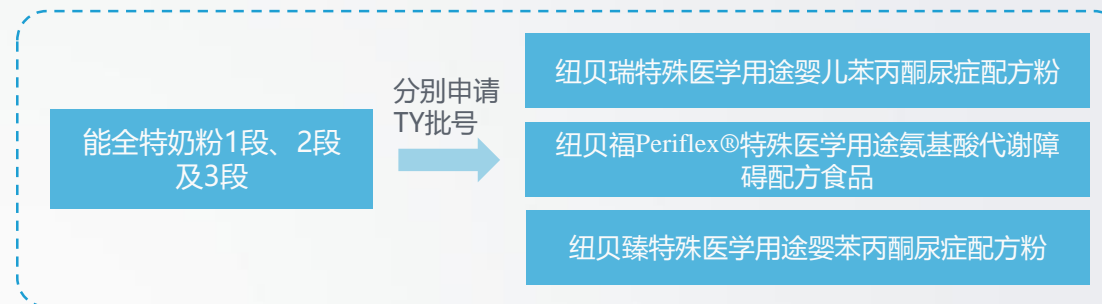 能全特奶粉1段、2段
及3段
分别申请
TY批号
纽贝瑞特殊医学用途婴儿苯丙酮尿症配方粉
纽贝福Periflex®特殊医学用途氨基酸代谢障
碍配方食品
纽贝臻特殊医学用途婴苯丙酮尿症配方粉